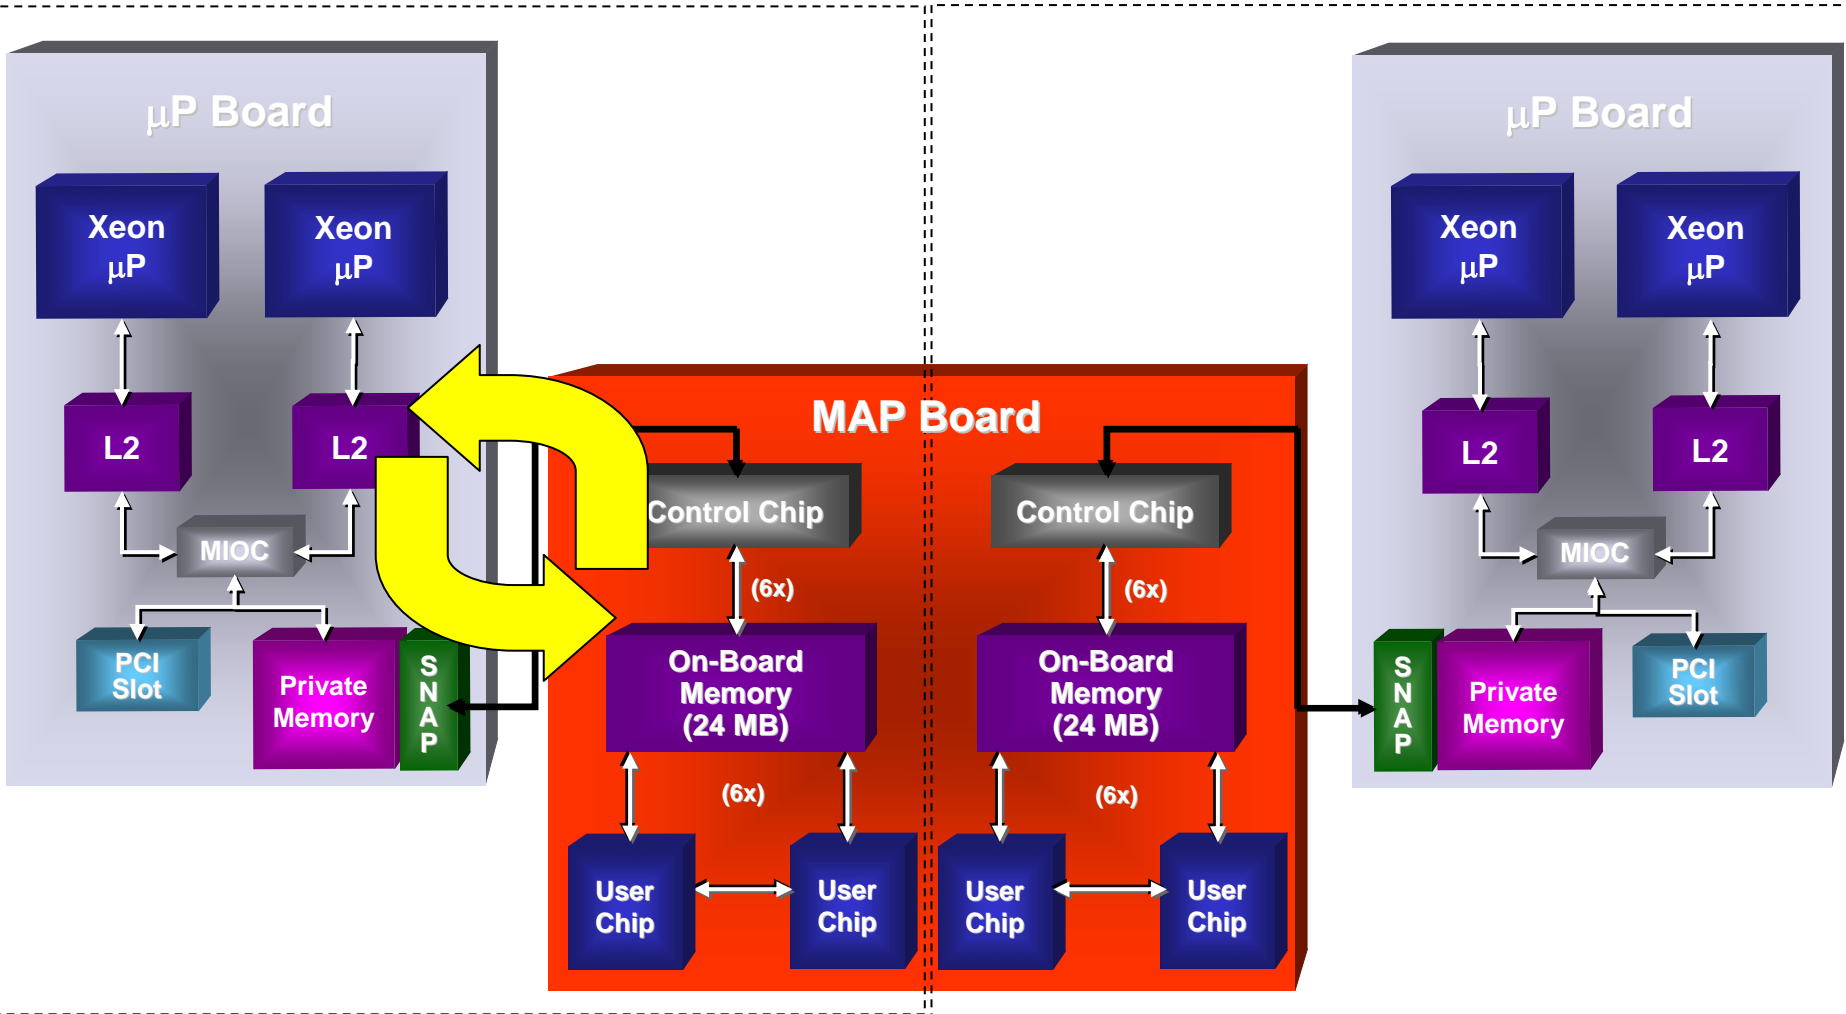 μP Board
Xeon
μP
Xeon
μP
L2
L2
MIOC
PCI
Slot
Private
Memory
S
N
A
P
MAP Board
Control Chip
(6x)
On-Board
Memory
(24 MB)
(6x)
User
Chip
User
Chip
Control Chip
(6x)
On-Board
Memory
(24 MB)
(6x)
User
Chip
User
Chip
μP Board
Xeon
μP
Xeon
μP
L2
L2
MIOC
S
N
A
P
Private
Memory
PCI
Slot